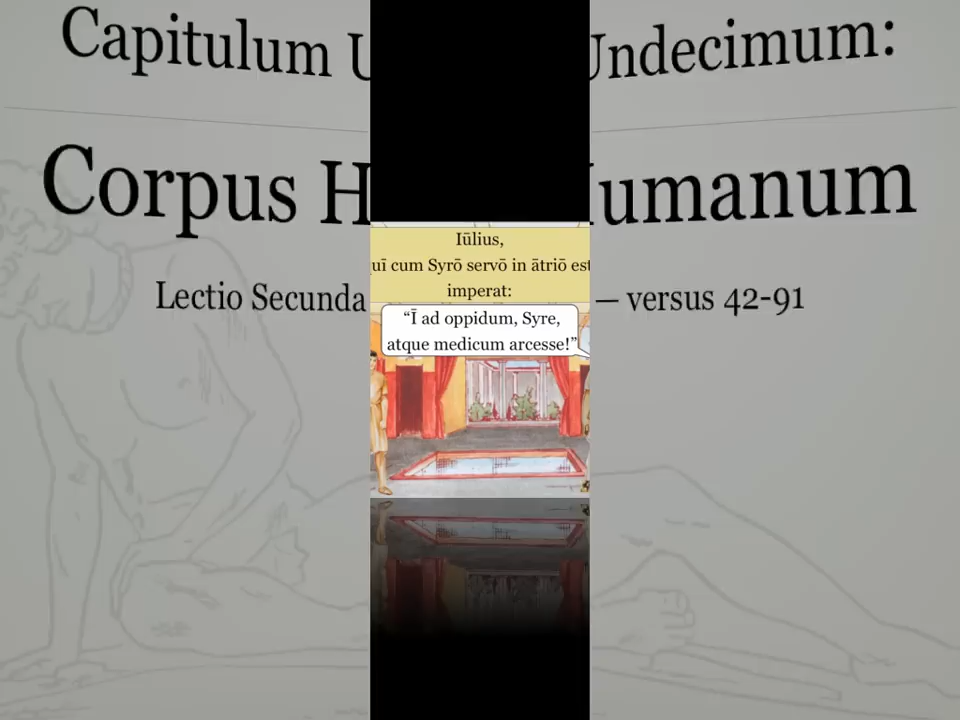 Capitulum U Undecimum:
Corpus H Humanum
Lectio Secunda — versus 42-91
Iūlius,
uī cum Syrō servō in ātriō est
imperat:
“Ī ad oppidum, Syre,
atque medicum arcesse!”